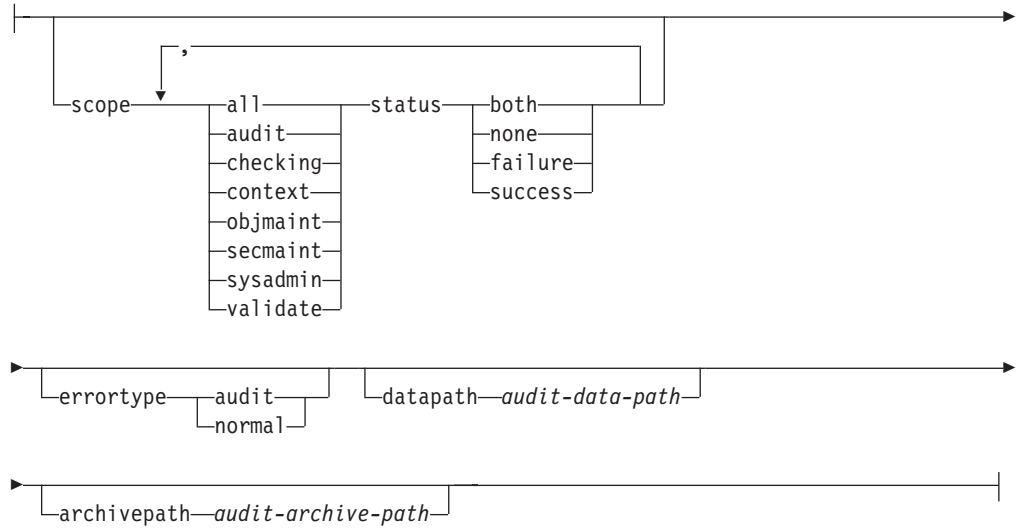 ,
scope all status both
audit none
checking failure
context success
objmaint
secmaint
sysadmin
validate
errortype audit datapath audit-data-path
normal
archivepath audit-archive-path